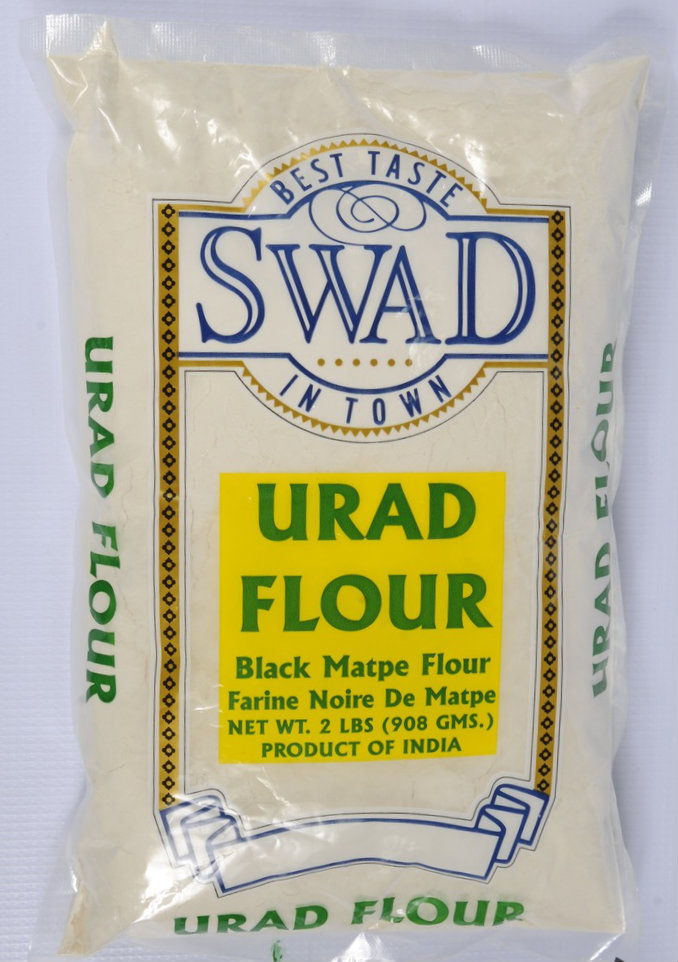 BEST TASTE
SWAD
IN TOWN
URAD
FLOUR
Black Matpe Flour
Farine Noire De Matpe
NET WT. 2 LBS (908 GMS.)
PRODUCT OF INDIA
URAD FLOUR
URAD FLOUR
URAD FLOUR